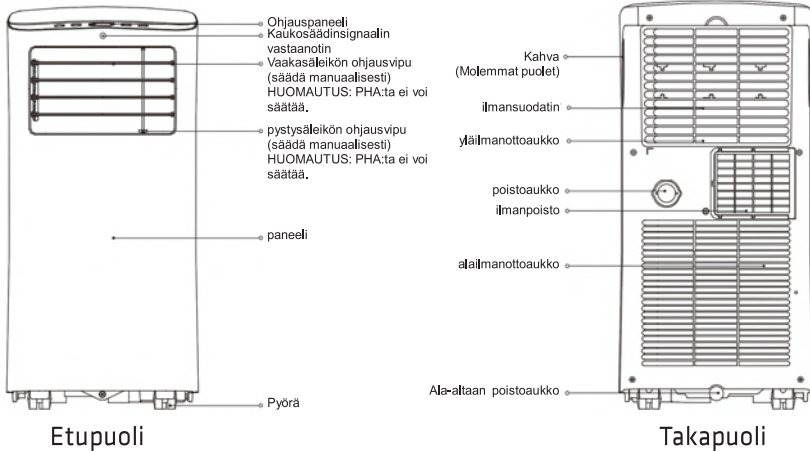 Ohjauspaneeli
Kaukosäädinsignaalin
vastaanotin
Vaakasäleikön ohjausvipu
(säädä manuaalisesti)
HUOMAUTUS: PHA:ta ei voi
säätää.
pystysäleikön ohjausvipu
(säädä manuaalisesti)
HUOMAUTUS: PHA:ta ei voi
säätää.
paneeli
Pyörä
Etupuoli
Kahva
(Molemmat puolet)
ilmansuodatin
yläilmanottoaukko
poistoaukko
ilmanpoisto
alailmanottoaukko
Ala-altaan poistoaukko
Takapuoli